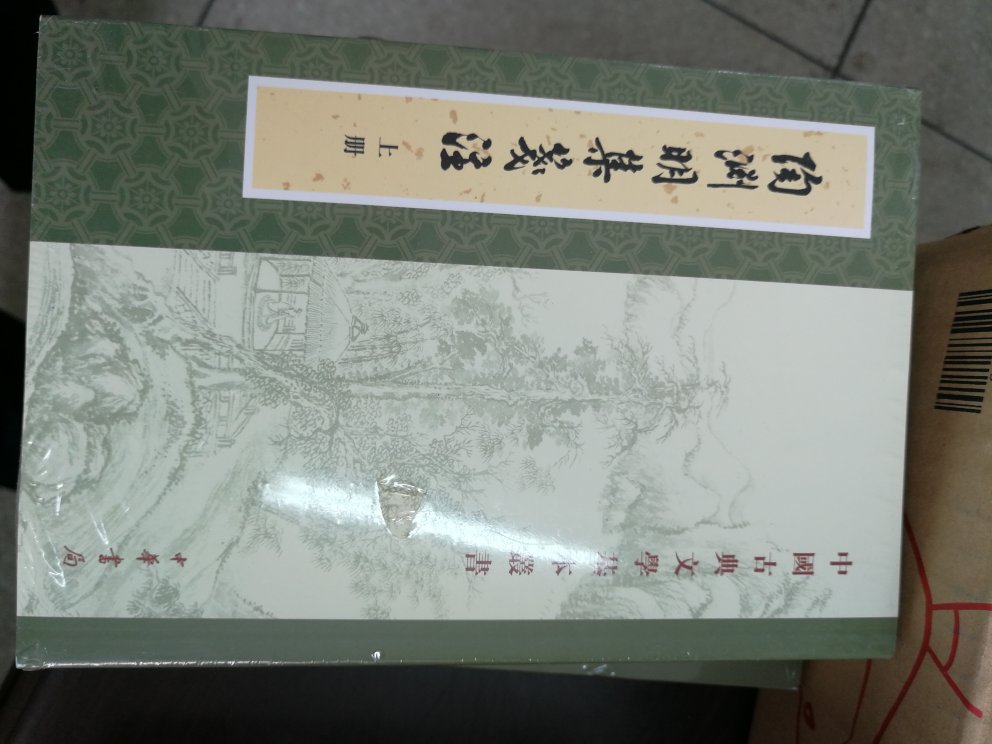 陶淵明集箋注
上册
中國古典文學基本叢書
中華書局